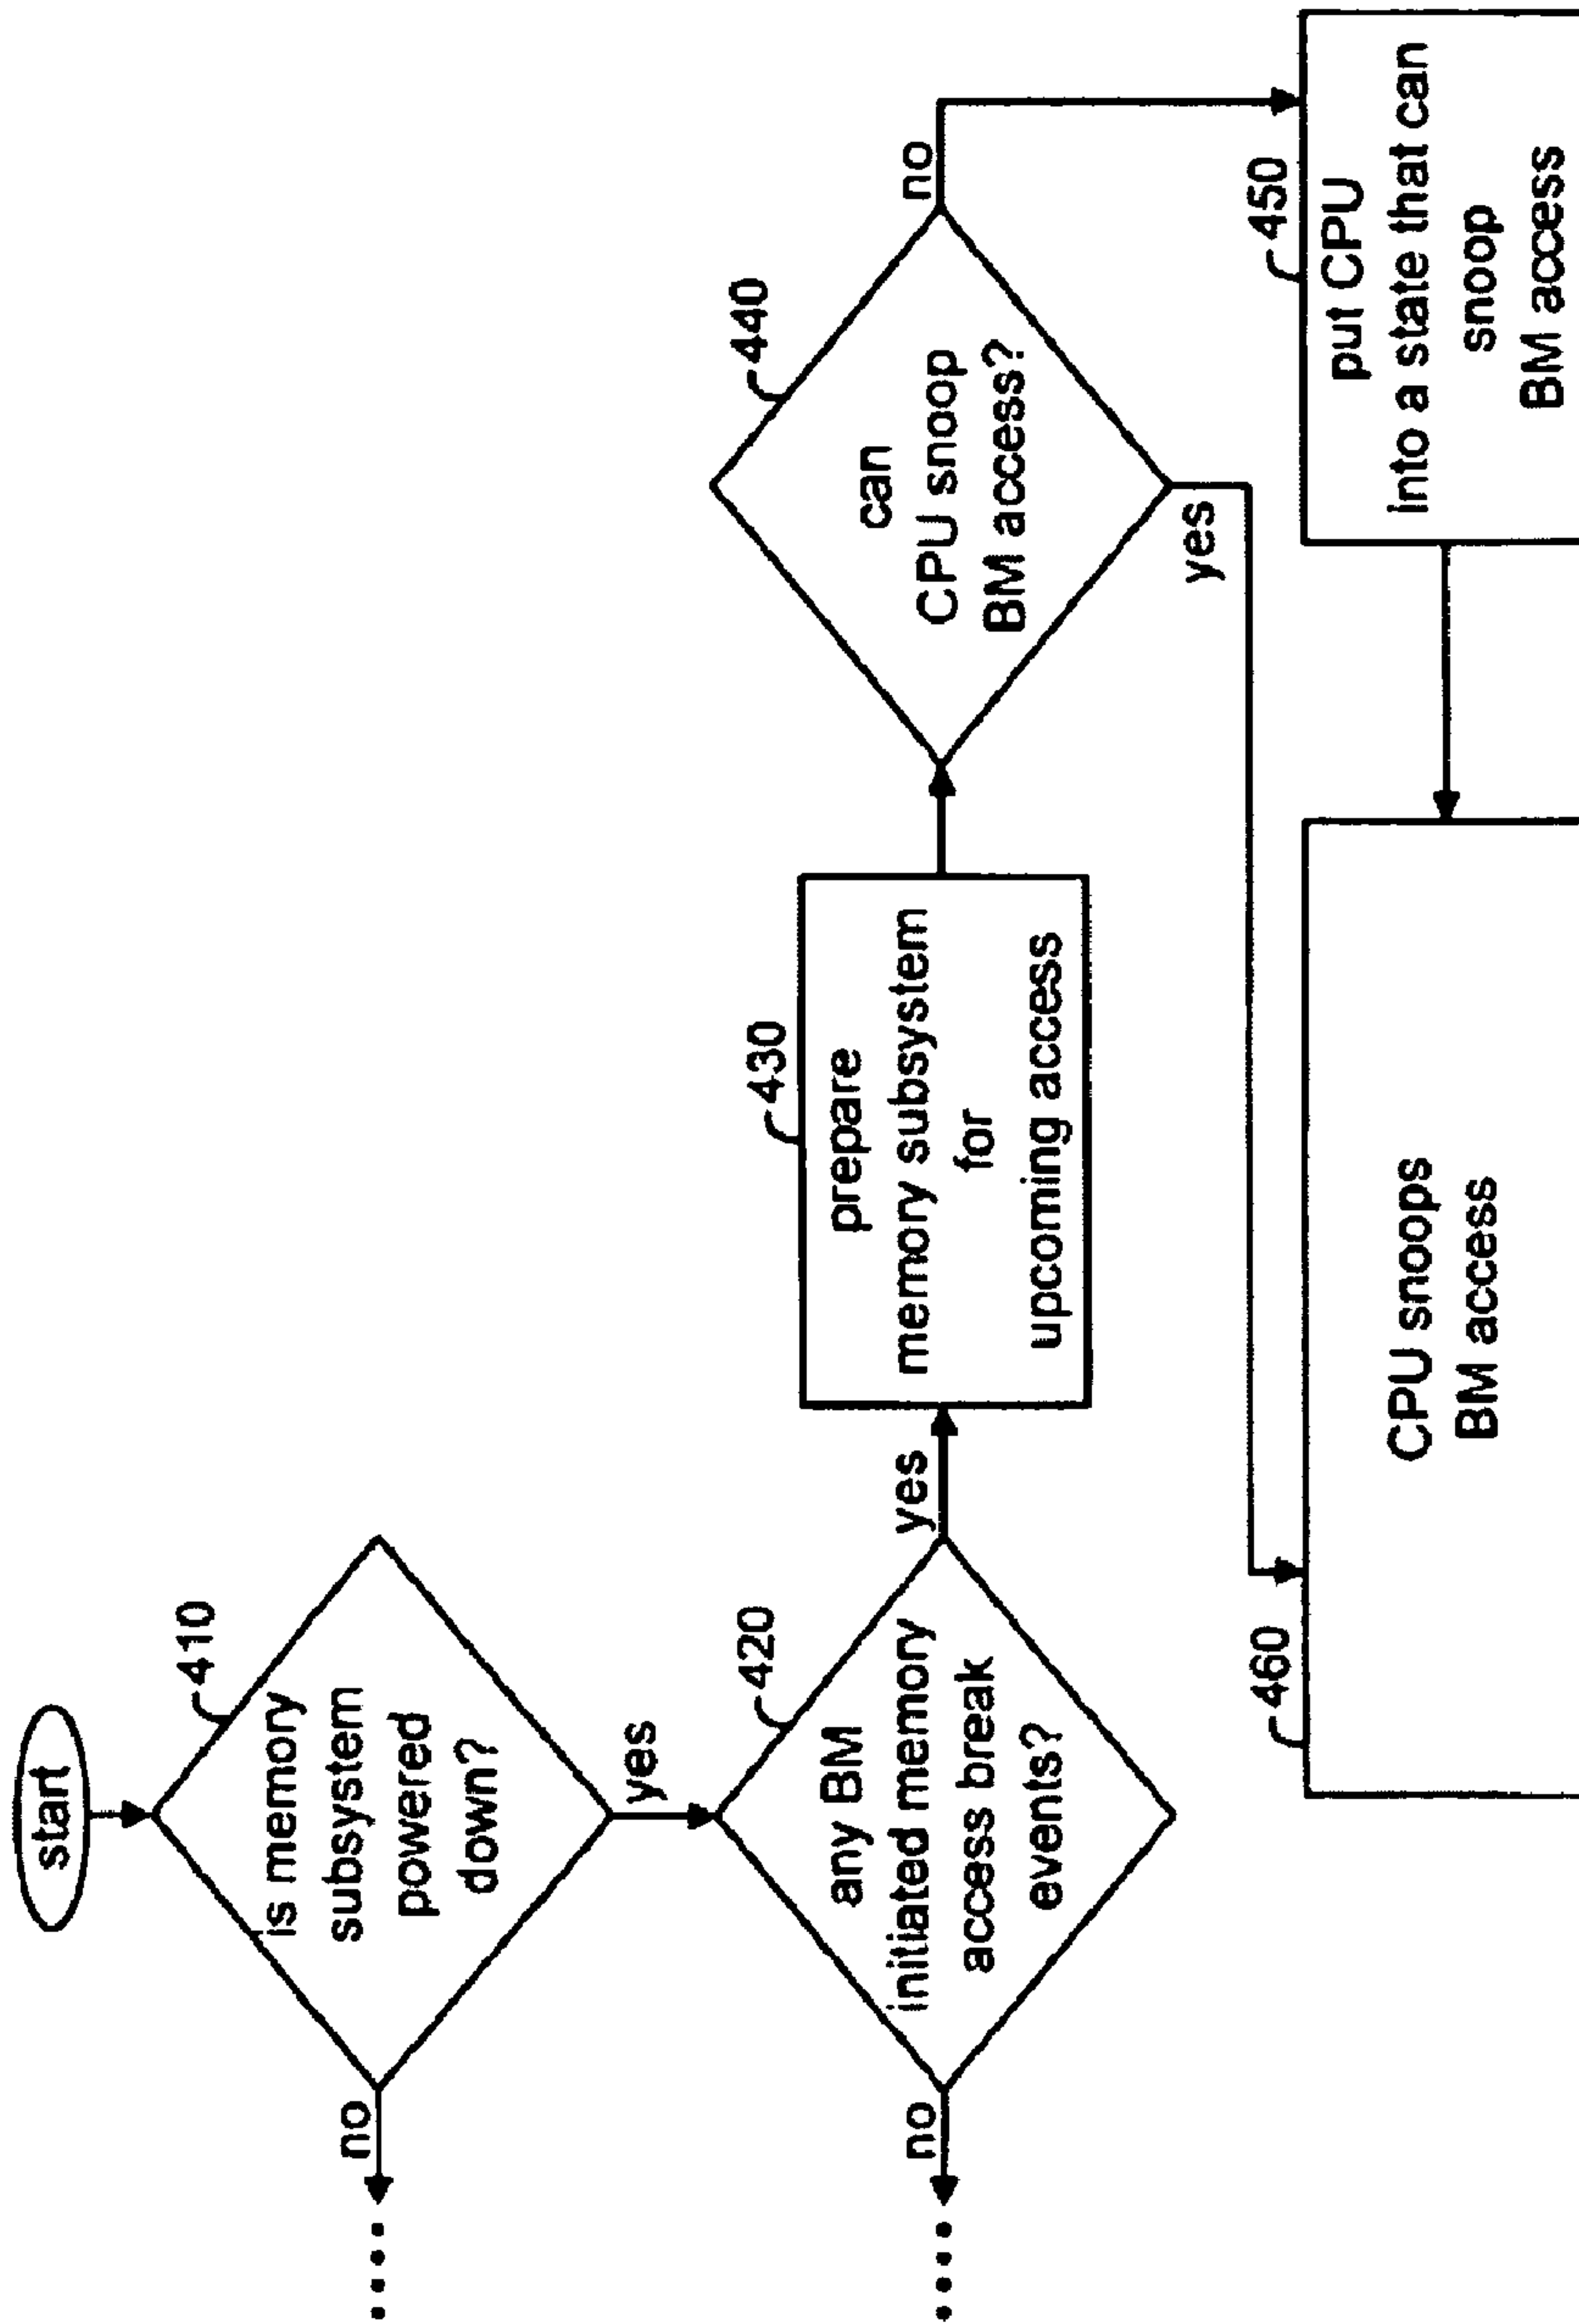 start
410
is memory
subsystem
powered
down?
no
....
yes
420
any BM
initiated memory
access break
events?
no
....
yes
430
prepare
memory subsystem
for
upcoming access
440
can
CPU snoop
BM access?
no
yes
450
put CPU
into a state that can
snoop
BM access
460
CPU snoops
BM access